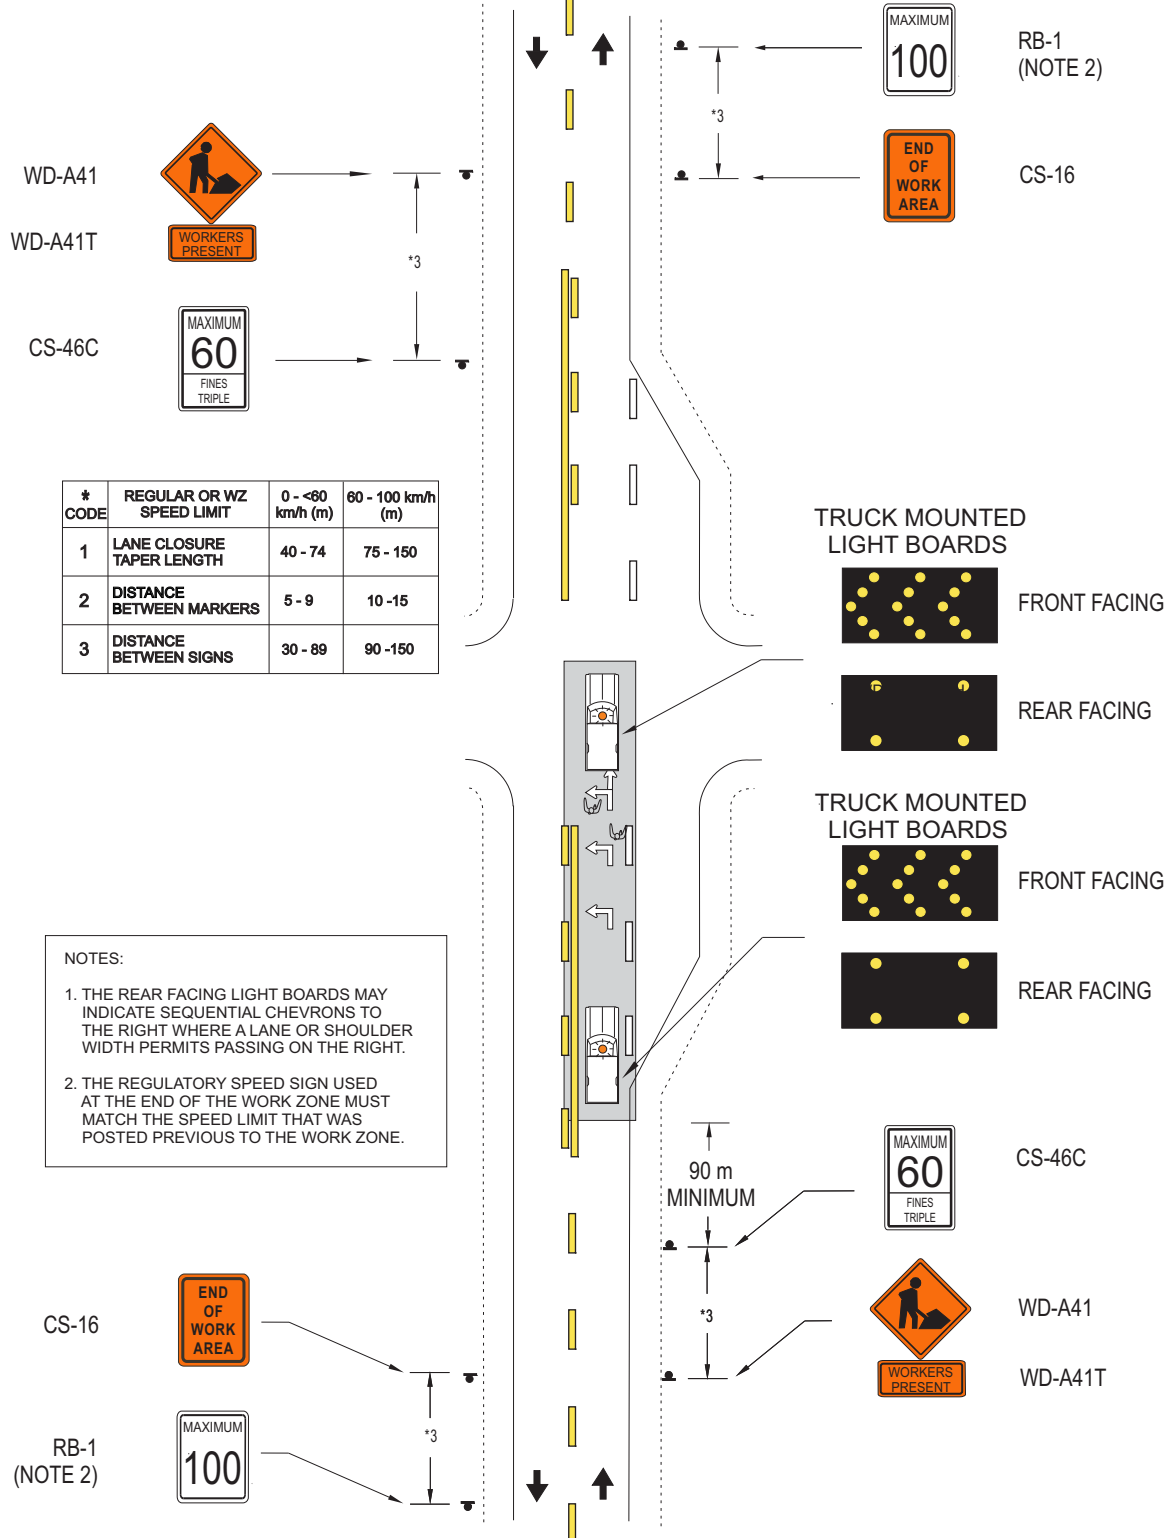 MAXIMUM
100
RB-1
(NOTE 2)
*3
END
OF
WORK
AREA
CS-16
WD-A41
WD-A41T
WORKERS
PRESENT
*3
CS-46C
MAXIMUM
60
FINES
TRIPLE
* CODE
REGULAR OR WZ SPEED LIMIT
0 - <60 km/h (m)
60 - 100 km/h (m)
1 LANE CLOSURE TAPER LENGTH 40 - 74 75 - 150
2 DISTANCE BETWEEN MARKERS 5 - 9 10 -15
3 DISTANCE BETWEEN SIGNS 30 - 89 90 -150
TRUCK MOUNTED
LIGHT BOARDS
FRONT FACING
REAR FACING
TRUCK MOUNTED
LIGHT BOARDS
FRONT FACING
REAR FACING
NOTES:
1. THE REAR FACING LIGHT BOARDS MAY
INDICATE SEQUENTIAL CHEVRONS TO
THE RIGHT WHERE A LANE OR SHOULDER
WIDTH PERMITS PASSING ON THE RIGHT.
2. THE REGULATORY SPEED SIGN USED
AT THE END OF THE WORK ZONE MUST
MATCH THE SPEED LIMIT THAT WAS
POSTED PREVIOUS TO THE WORK ZONE.
90 m
MINIMUM
MAXIMUM
60
FINES
TRIPLE
CS-46C
*3
WD-A41
WORKERS
PRESENT
WD-A41T
CS-16
END
OF
WORK
AREA
*3
RB-1
(NOTE 2)
MAXIMUM
100